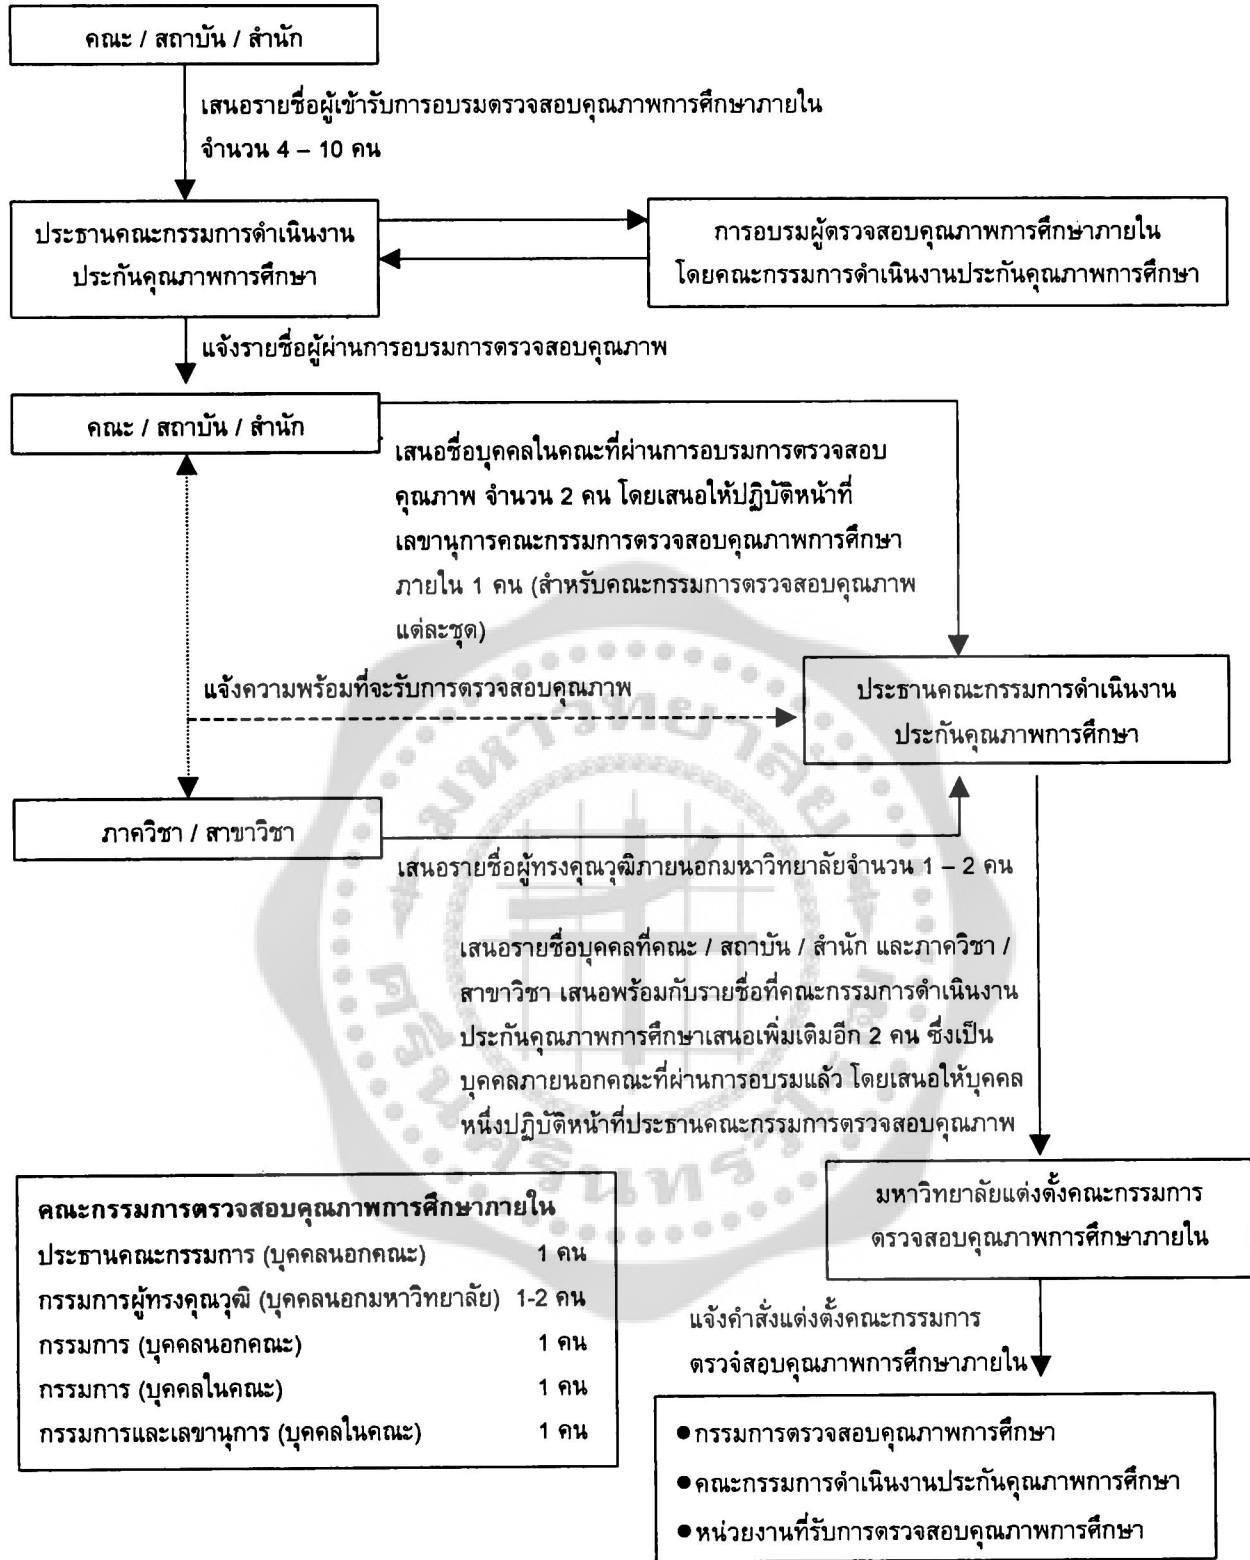 คณะ / สถาบัน / สำนัก
เสนอรายชื่อผู้เข้ารับการอบรมตรวจสอบคุณภาพการศึกษาภายใน
จำนวน 4 – 10 คน
ประธานคณะกรรมการดำเนินงาน
ประกันคุณภาพการศึกษา
การอบรมผู้ตรวจสอบคุณภาพการศึกษาภายใน
โดยคณะกรรมการดำเนินงานประกันคุณภาพการศึกษา
แจ้งรายชื่อผู้ผ่านการอบรมการตรวจสอบคุณภาพ
คณะ / สถาบัน / สำนัก
เสนอชื่อบุคคลในคณะที่ผ่านการอบรมการตรวจสอบ
คุณภาพ จำนวน 2 คน โดยเสนอให้ปฏิบัติหน้าที่
เลขานุการคณะกรรมการตรวจสอบคุณภาพการศึกษา
ภายใน 1 คน (สำหรับคณะกรรมการตรวจสอบคุณภาพ
แต่ละชุด)
แจ้งความพร้อมที่จะรับการตรวจสอบคุณภาพ
ประธานคณะกรรมการดำเนินงาน
ประกันคุณภาพการศึกษา
ภาควิชา / สาขาวิชา
เสนอรายชื่อผู้ทรงคุณวุฒิภายนอกมหาวิทยาลัยจำนวน 1 – 2 คน
เสนอรายชื่อบุคคลที่คณะ / สถาบัน / สำนัก และภาควิชา /
สาขาวิชา เสนอพร้อมกับรายชื่อที่คณะกรรมการดำเนินงาน
ประกันคุณภาพการศึกษาเสนอเพิ่มเติมอีก 2 คน ซึ่งเป็น
บุคคลภายนอกคณะที่ผ่านการอบรมแล้ว โดยเสนอให้บุคคล
หนึ่งปฏิบัติหน้าที่ประธานคณะกรรมการตรวจสอบคุณภาพ
มหาวิทยาลัยแต่งตั้งคณะกรรมการ
ตรวจสอบคุณภาพการศึกษาภายใน
คณะกรรมการตรวจสอบคุณภาพการศึกษาภายใน
ประธานคณะกรรมการ (บุคคลนอกคณะ) 1 คน
กรรมการผู้ทรงคุณวุฒิ (บุคคลนอกมหาวิทยาลัย) 1-2 คน
กรรมการ (บุคคลนอกคณะ) 1 คน
กรรมการ (บุคคลในคณะ) 1 คน
กรรมการและเลขานุการ (บุคคลในคณะ) 1 คน
แจ้งคำสั่งแต่งตั้งคณะกรรมการ
ตรวจสอบคุณภาพการศึกษาภายใน
● กรรมการตรวจสอบคุณภาพการศึกษา
● คณะกรรมการดำเนินงานประกันคุณภาพการศึกษา
● หน่วยงานที่รับการตรวจสอบคุณภาพการศึกษา
มหาวิทยาลัย
ศรีนครินทรวิโรฒ